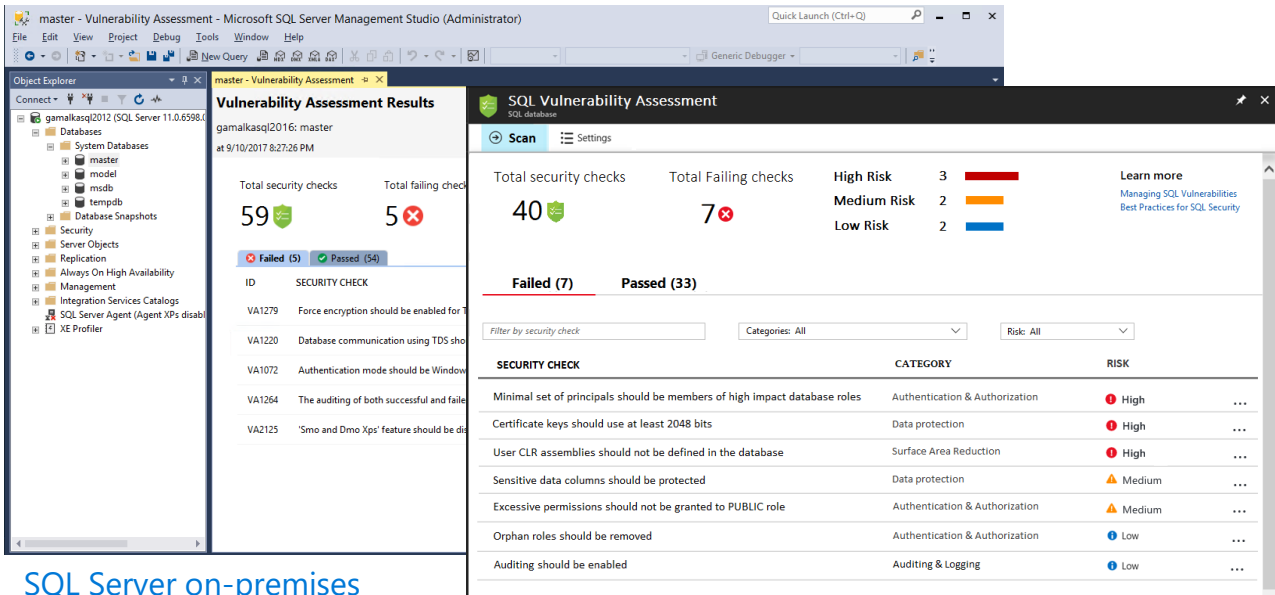 master - Vulnerability Assessment - Microsoft SQL Server Management Studio (Administrator)
Quick Launch (Ctrl+Q)
File Edit View Project Debug Tools Window Help
New Query
Generic Debugger
Object Explorer
Connect
gamalkasql2012 (SQL Server 11.0.6598.0
Databases
System Databases
master
model
msdb
tempdb
Database Snapshots
Security
Server Objects
Replication
Always On High Availability
Management
Integration Services Catalogs
SQL Server Agent (Agent XPs disabl
XE Profiler
master - Vulnerability Assessment
Vulnerability Assessment Results
gamalkasql2016: master
at 9/10/2017 8:27:26 PM
Total security checks Total failing check
59 5
Failed (5) Passed (54)
ID SECURITY CHECK
VA1279 Force encryption should be enabled for T
VA1220 Database communication using TDS sho
VA1072 Authentication mode should be Window
VA1264 The auditing of both successful and faile
VA2125 'Smo and Dmo Xps' feature should be dis
SQL Server on-premises
SQL Vulnerability Assessment
SQL database
Scan Settings
Total security checks Total Failing checks
40 7
High Risk 3
Medium Risk 2
Low Risk 2
Learn more
Managing SQL Vulnerabilities
Best Practices for SQL Security
Failed (7) Passed (33)
Filter by security check Categories: All Risk: All
SECURITY CHECK CATEGORY RISK
Minimal set of principals should be members of high impact database roles Authentication & Authorization High ...
Certificate keys should use at least 2048 bits Data protection High ...
User CLR assemblies should not be defined in the database Surface Area Reduction High ...
Sensitive data columns should be protected Data protection Medium ...
Excessive permissions should not be granted to PUBLIC role Authentication & Authorization Medium ...
Orphan roles should be removed Authentication & Authorization Low ...
Auditing should be enabled Auditing & Logging Low ...